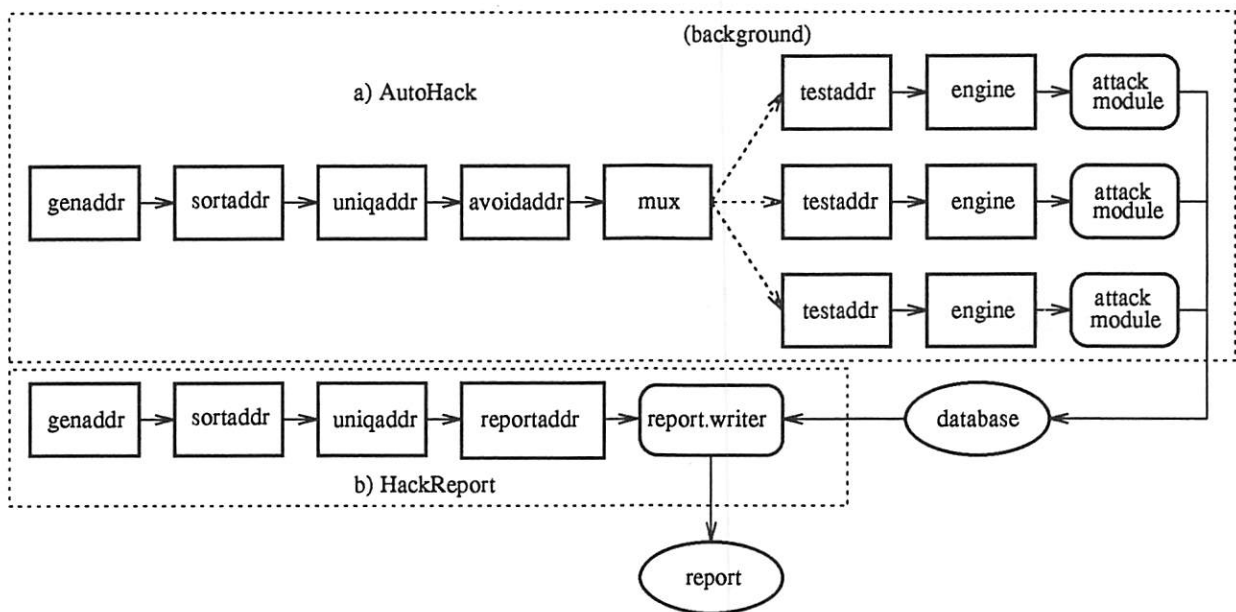 (background)
a) AutoHack
testaddr
engine
attack
module
genaddr
sortaddr
uniqaddr
avoidaddr
mux
testaddr
engine
attack
module
testaddr
engine
attack
module
genaddr
sortaddr
uniqaddr
reportaddr
report.writer
database
b) HackReport
report